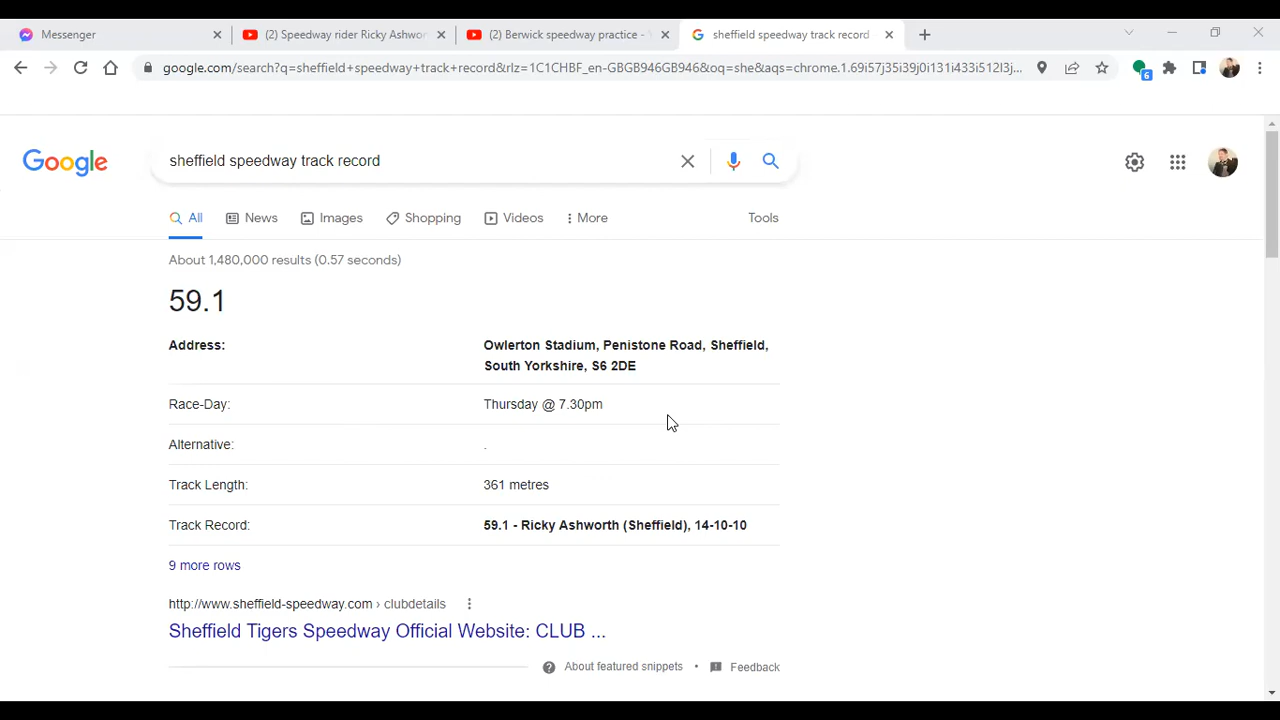 Messenger
(2) Speedway rider Ricky Ashwor
(2) Berwick speedway practice -
sheffield speedway track record
google.com/search?q=sheffield+speedway+track+record&rlz=1C1CHBF_en-GBGB946GB946&oq=she&aqs=chrome.1.69i57j35i39j0i131i433i512l3j...
6
Google
sheffield speedway track record
All
News
Images
Shopping
Videos
More
Tools
About 1,480,000 results (0.57 seconds)
59.1
Address: Owlerton Stadium, Penistone Road, Sheffield,
South Yorkshire, S6 2DE
Race-Day: Thursday @ 7.30pm
Alternative: .
Track Length: 361 metres
Track Record: 59.1 - Ricky Ashworth (Sheffield), 14-10-10
9 more rows
http://www.sheffield-speedway.com › clubdetails
Sheffield Tigers Speedway Official Website: CLUB ...
About featured snippets • Feedback